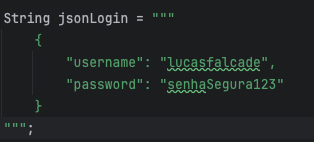 String jsonLogin = """
    {
        "username": "lucasfalcade",
        "password": "senhaSegura123"
    }
""";